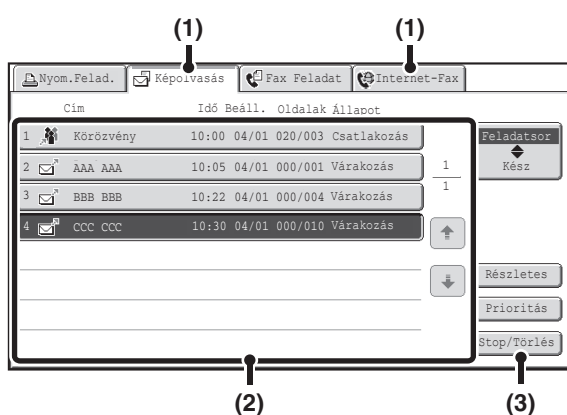 (1) (1)
Nyom.Felad. Képolvasás Fax Feladat Internet-Fax
Cím Idő Beáll. Oldalak Állapot
1 Körözvény 10:00 04/01 020/003 Csatlakozás
2 AAA AAA 10:05 04/01 000/001 Várakozás
3 BBB BBB 10:22 04/01 000/004 Várakozás
4 CCC CCC 10:30 04/01 000/010 Várakozás
1
1
Feladatsor
Kész
Részletes
Prioritás
Stop/Törlés
(2) (3)